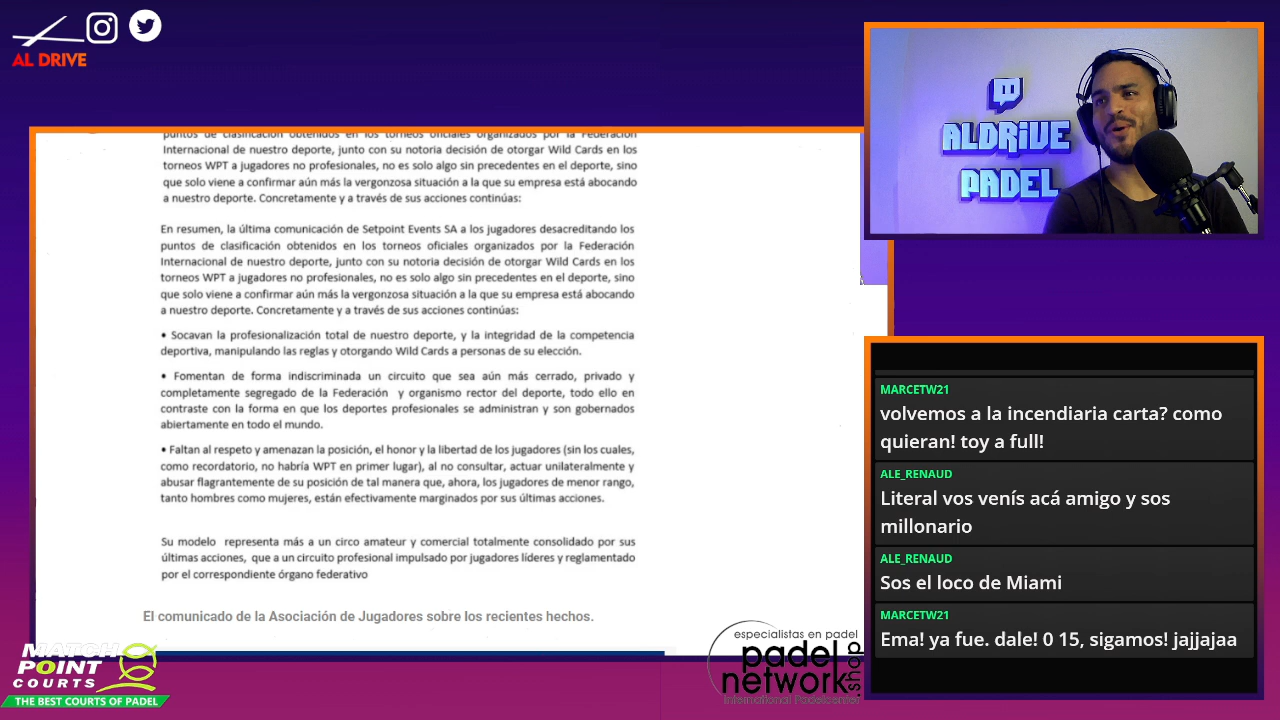 AL DRIVE
puntos de clasificación obtenidos en los torneos oficiales organizados por la Federación
Internacional de nuestro deporte, junto con su notoria decisión de otorgar Wild Cards en los
torneos WPT a jugadores no profesionales, no es solo algo sin precedentes en el deporte, sino
que solo viene a confirmar aún más la vergonzosa situación a la que su empresa está abocando
a nuestro deporte. Concretamente y a través de sus acciones continúas:
En resumen, la última comunicación de Setpoint Events SA a los jugadores desacreditando los
puntos de clasificación obtenidos en los torneos oficiales organizados por la Federación
Internacional de nuestro deporte, junto con su notoria decisión de otorgar Wild Cards en los
torneos WPT a jugadores no profesionales, no es solo algo sin precedentes en el deporte, sino
que solo viene a confirmar aún más la vergonzosa situación a la que su empresa está abocando
a nuestro deporte. Concretamente y a través de sus acciones continúas:
• Socavan la profesionalización total de nuestro deporte, y la integridad de la competencia
deportiva, manipulando las reglas y otorgando Wild Cards a personas de su elección.
• Fomentan de forma indiscriminada un circuito que sea aún más cerrado, privado y
completamente segregado de la Federación y organismo rector del deporte, todo ello en
contraste con la forma en que los deportes profesionales se administran y son gobernados
abiertamente en todo el mundo.
• Faltan al respeto y amenazan la posición, el honor y la libertad de los jugadores (sin los cuales,
como recordatorio, no habría WPT en primer lugar), al no consultar, actuar unilateralmente y
abusar flagrantemente de su posición de tal manera que, ahora, los jugadores de menor rango,
tanto hombres como mujeres, están efectivamente marginados por sus últimas acciones.
Su modelo representa más a un circo amateur y comercial totalmente consolidado por sus
últimas acciones, que a un circuito profesional impulsado por jugadores líderes y reglamentado
por el correspondiente órgano federativo
El comunicado de la Asociación de Jugadores sobre los recientes hechos.
MATCH
POINT
COURTS
THE BEST COURTS OF PADEL
especialistas en padel
padel
network
.shop
International Padelcenter
ALDRIVE
PADEL
MARCETW21
volvemos a la incendiaria carta? como
quieran! toy a full!
ALE_RENAUD
Literal vos venís acá amigo y sos
millonario
ALE_RENAUD
Sos el loco de Miami
MARCETW21
Ema! ya fue. dale! 0 15, sigamos! jajjajaa